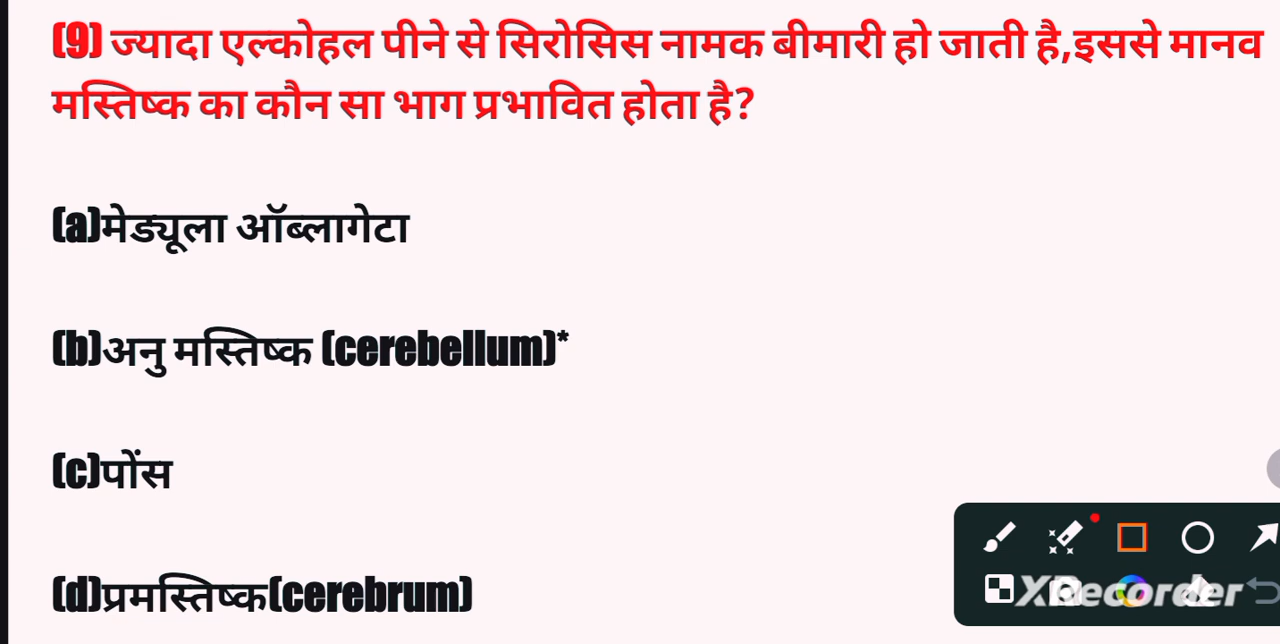 (9) ज्यादा एल्कोहल पीने से सिरोसिस नामक बीमारी हो जाती है,इससे मानव
मस्तिष्क का कौन सा भाग प्रभावित होता है?
(a)मेड्यूला ऑब्लागेटा
(b)अनु मस्तिष्क (cerebellum)*
(c)पोंस
(d)प्रमस्तिष्क(cerebrum)
XRecorder